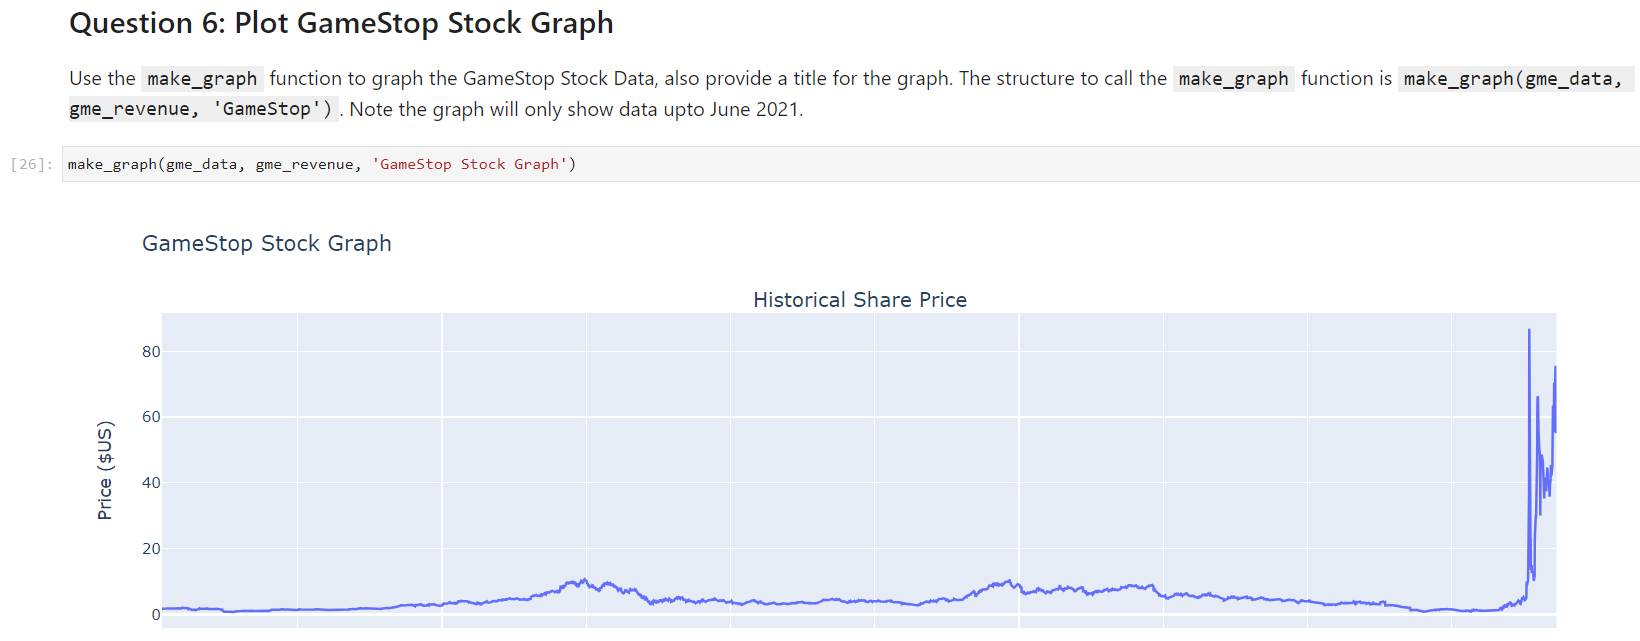 Question 6: Plot GameStop Stock Graph
Use the make_graph function to graph the GameStop Stock Data, also provide a title for the graph. The structure to call the make_graph function is make_graph(gme_data,
gme_revenue, 'GameStop'). Note the graph will only show data upto June 2021.
[26]: make_graph(gme_data, gme_revenue, 'GameStop Stock Graph')
GameStop Stock Graph
Historical Share Price
80
60
Price ($US)
40
20
0